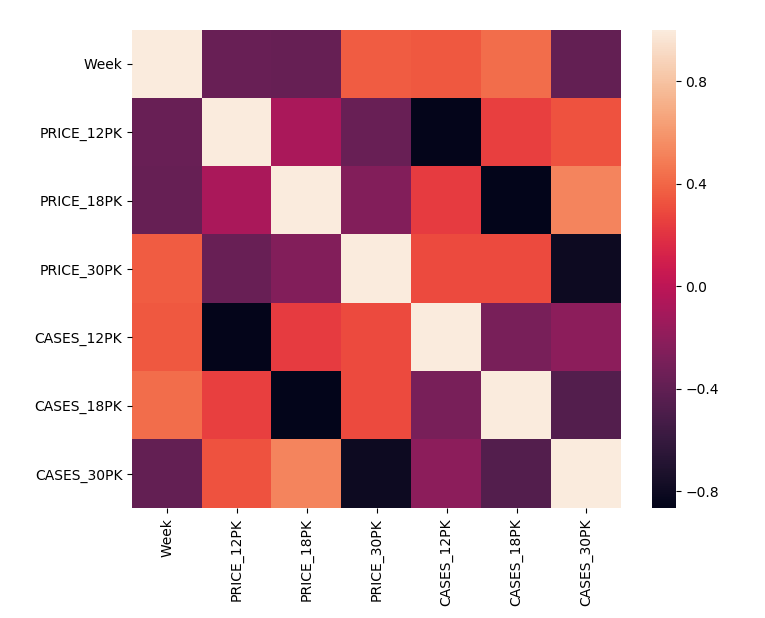 Week
PRICE_12PK
PRICE_18PK
PRICE_30PK
CASES_12PK
CASES_18PK
CASES_30PK
Week
PRICE_12PK
PRICE_18PK
PRICE_30PK
CASES_12PK
CASES_18PK
CASES_30PK
0.8
0.4
0.0
−0.4
−0.8